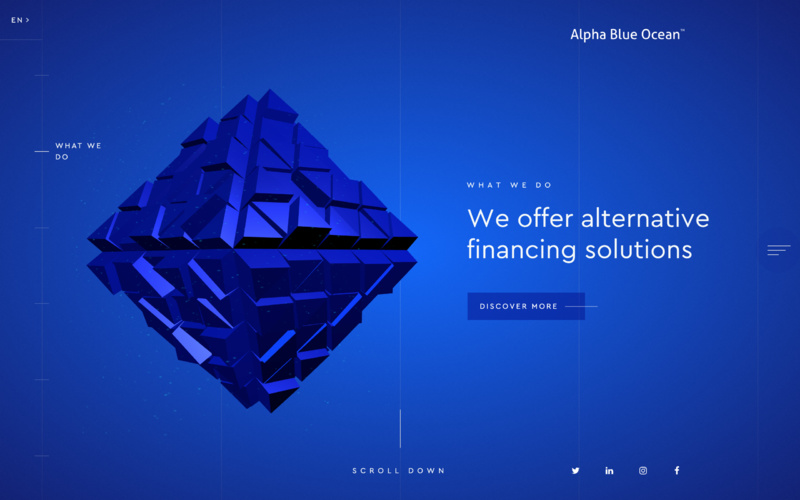 EN >
Alpha Blue Ocean™
WHAT WE
DO
WHAT WE DO
We offer alternative
financing solutions
DISCOVER MORE
SCROLL DOWN